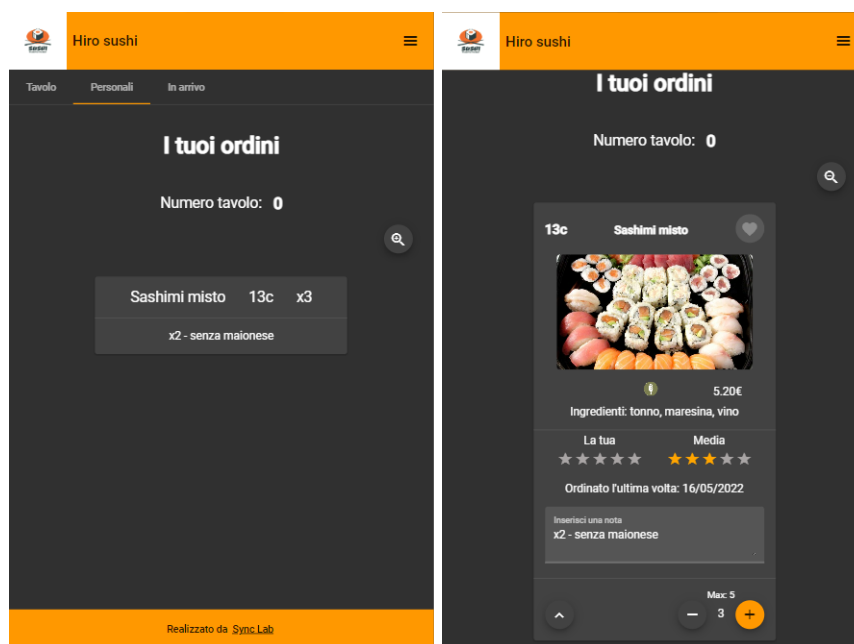 Hiro sushi
Tavolo Personali In arrivo
I tuoi ordini
Numero tavolo: 0
Sashimi misto 13c x3
x2 - senza maionese
Realizzato da Sync Lab
Hiro sushi
I tuoi ordini
Numero tavolo: 0
13c Sashimi misto
5.20€
Ingredienti: tonno, maresina, vino
La tua Media
Ordinato l'ultima volta: 16/05/2022
Inserisci una nota
x2 - senza maionese
Max: 5
3